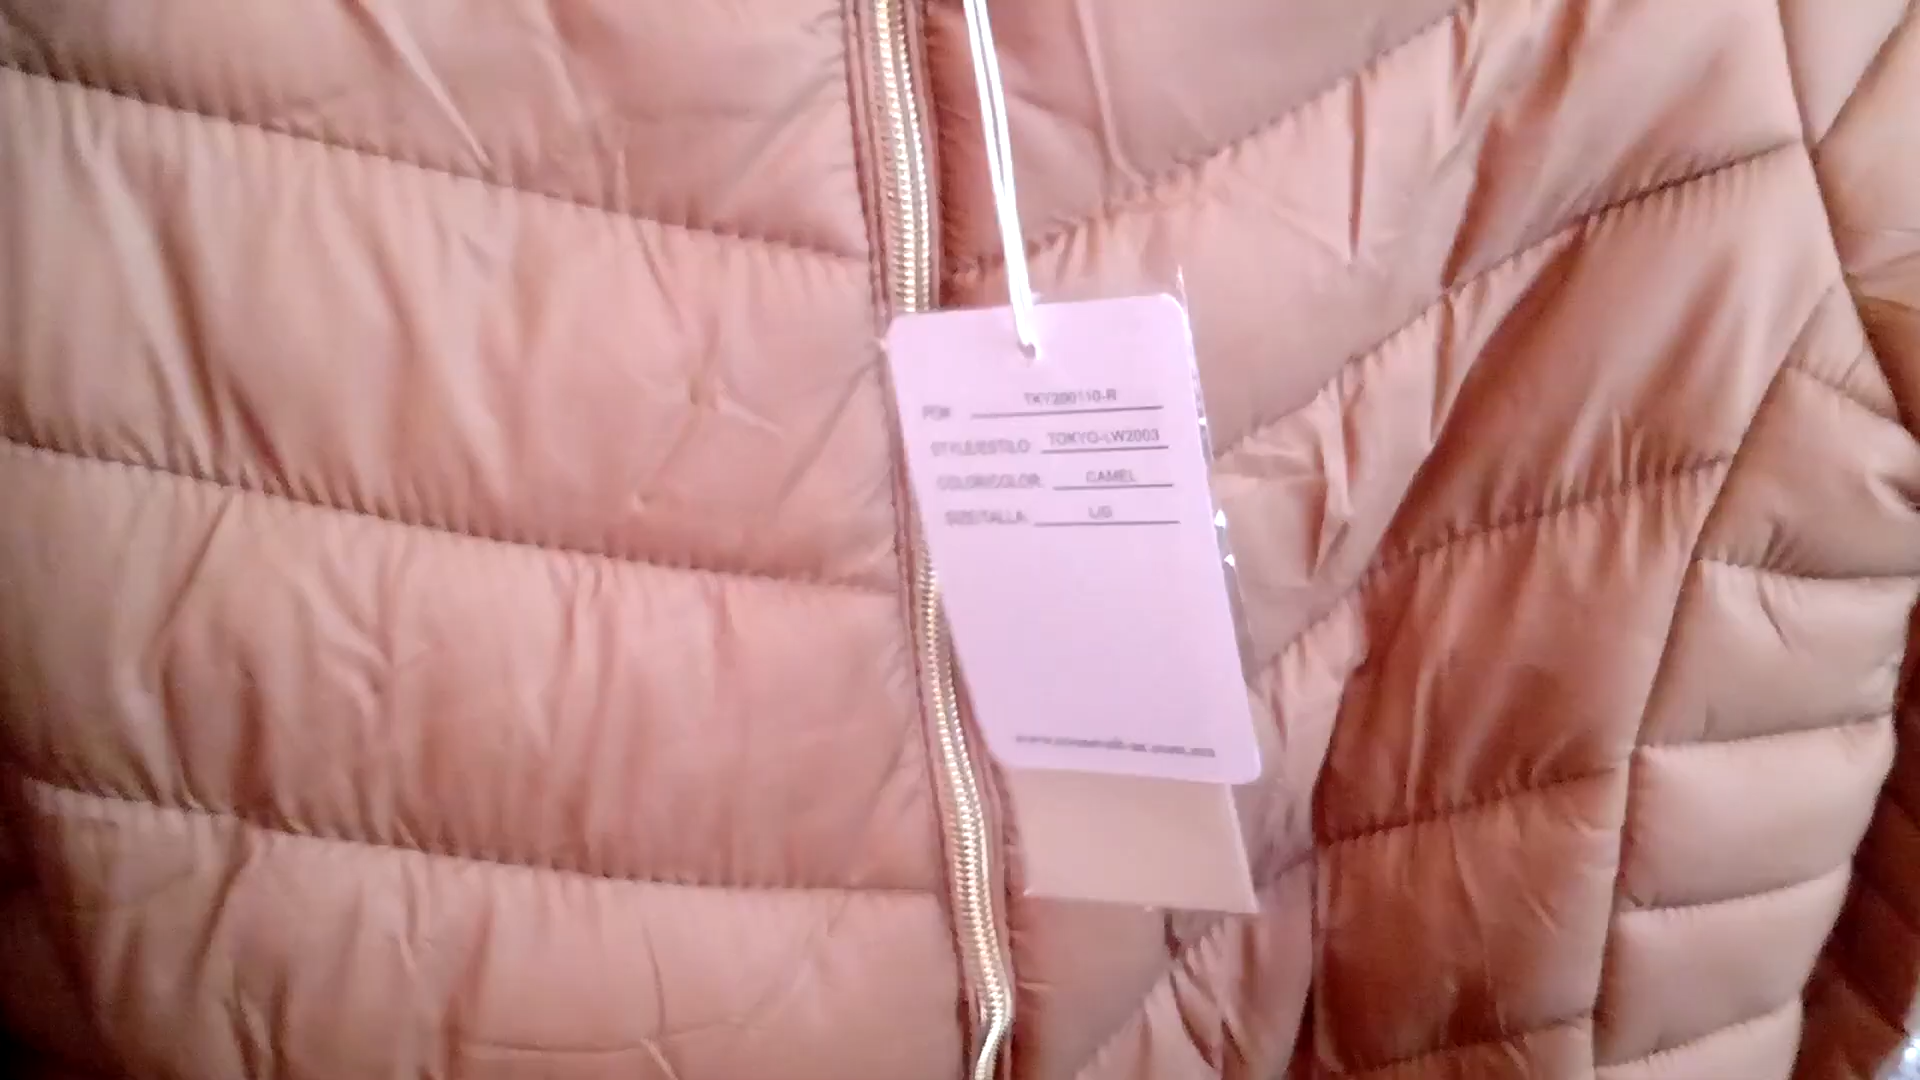 PO#: TKY200110-R
STYLE/ESTILO: TOKYO-LW2003
COLOR/COLOR: CAMEL
SIZE/TALLA: